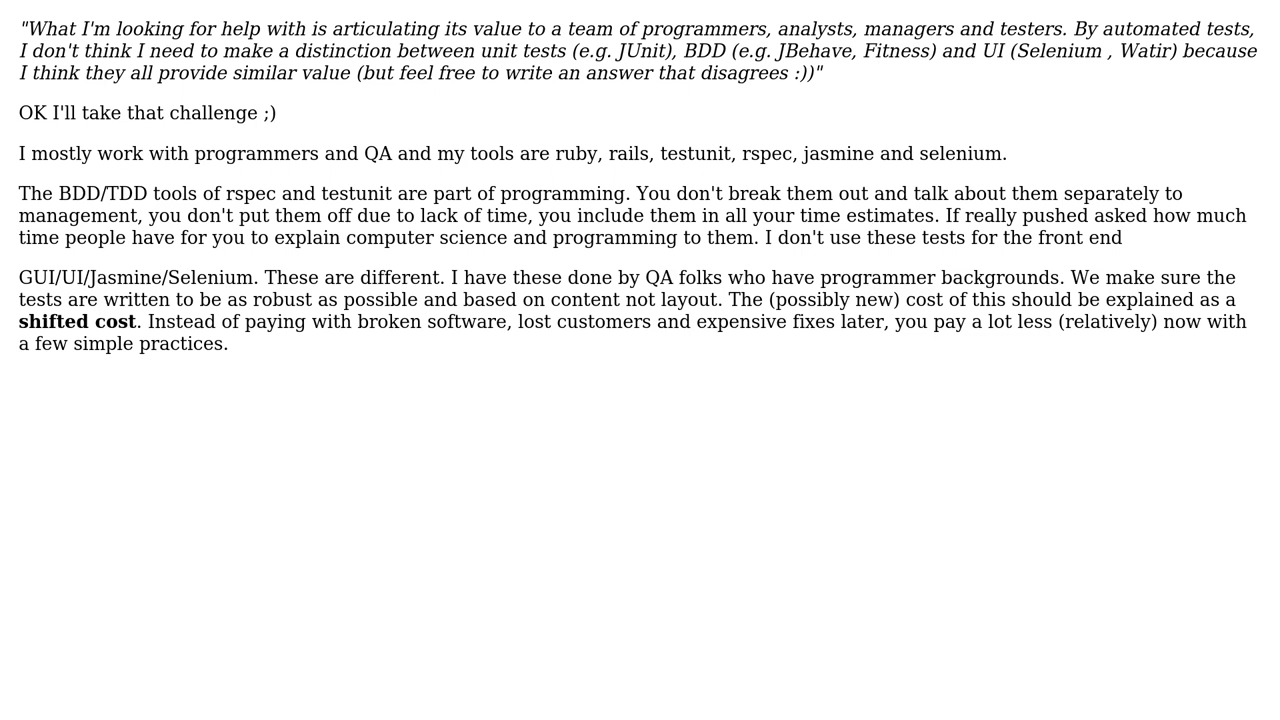 "What I'm looking for help with is articulating its value to a team of programmers, analysts, managers and testers. By automated tests,
I don't think I need to make a distinction between unit tests (e.g. JUnit), BDD (e.g. JBehave, Fitness) and UI (Selenium , Watir) because
I think they all provide similar value (but feel free to write an answer that disagrees :))"
OK I'll take that challenge ;)
I mostly work with programmers and QA and my tools are ruby, rails, testunit, rspec, jasmine and selenium.
The BDD/TDD tools of rspec and testunit are part of programming. You don't break them out and talk about them separately to
management, you don't put them off due to lack of time, you include them in all your time estimates. If really pushed asked how much
time people have for you to explain computer science and programming to them. I don't use these tests for the front end
GUI/UI/Jasmine/Selenium. These are different. I have these done by QA folks who have programmer backgrounds. We make sure the
tests are written to be as robust as possible and based on content not layout. The (possibly new) cost of this should be explained as a
shifted cost. Instead of paying with broken software, lost customers and expensive fixes later, you pay a lot less (relatively) now with
a few simple practices.